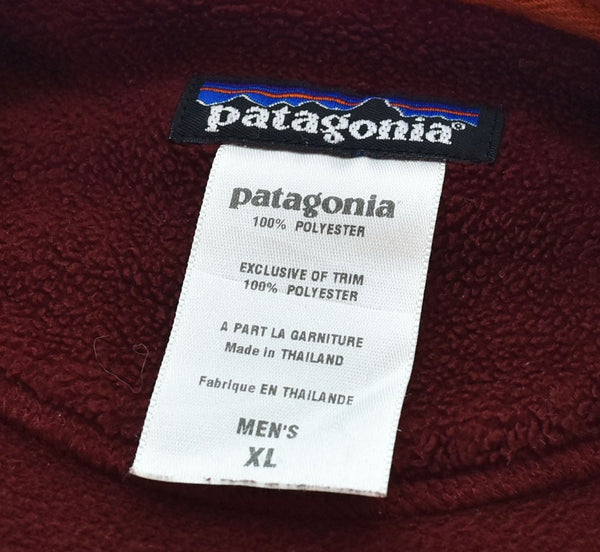 patagonia®
patagonia
100% POLYESTER
EXCLUSIVE OF TRIM
100% POLYESTER
A PART LA GARNITURE
Made in THAILAND
Fabrique EN THAILANDE
MEN'S
XL